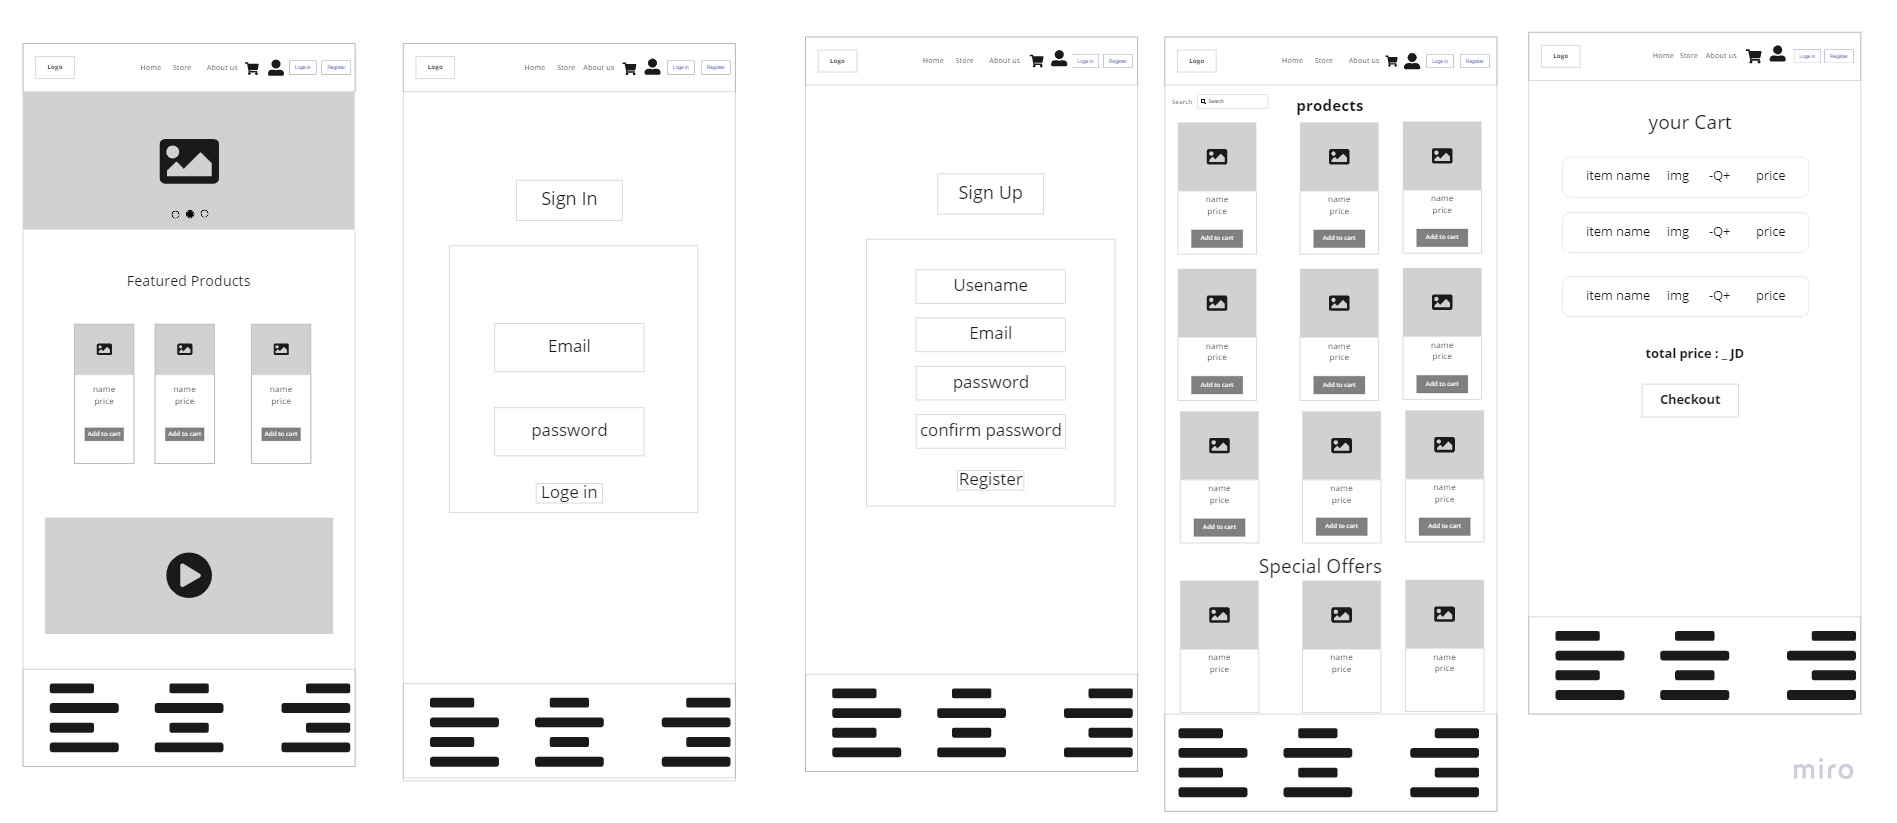 Logo
Home Store About us Loge in Register
Featured Products
name name name
price price price
Add to cart Add to cart Add to cart
Logo
Home Store About us Loge in Register
Sign In
Email
password
Loge in
Logo
Home Store About us Loge in Register
Sign Up
Usename
Email
password
confirm password
Register
Logo
Home Store About us Loge in Register
Search Search
prodects
name name name
price price price
Add to cart Add to cart Add to cart
name name name
price price price
Add to cart Add to cart Add to cart
name name name
price price price
Add to cart Add to cart Add to cart
Special Offers
name name name
price price price
Logo
Home Store About us Loge in Register
your Cart
item name img -Q+ price
item name img -Q+ price
item name img -Q+ price
total price : _ JD
Checkout
miro